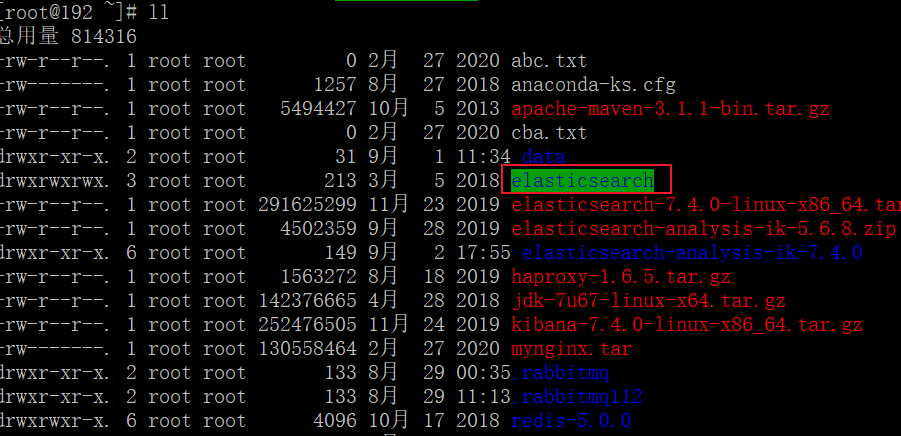 [root@192 ~]# ll
总用量 814316
-rw-r--r--. 1 root root 0 2月 27 2020 abc.txt
-rw-------. 1 root root 1257 8月 27 2018 anaconda-ks.cfg
-rw-r--r--. 1 root root 5494427 10月 5 2013 apache-maven-3.1.1-bin.tar.gz
-rw-r--r--. 1 root root 0 2月 27 2020 cba.txt
drwxr-xr-x. 2 root root 31 9月 1 11:34 data
drwxrwxrwx. 3 root root 213 3月 5 2018 elasticsearch
-rw-r--r--. 1 root root 291625299 11月 23 2019 elasticsearch-7.4.0-linux-x86_64.tar
-rw-r--r--. 1 root root 4502359 9月 28 2019 elasticsearch-analysis-ik-5.6.8.zip
drwxr-xr-x. 6 root root 149 9月 2 17:55 elasticsearch-analysis-ik-7.4.0
-rw-r--r--. 1 root root 1563272 8月 18 2019 haproxy-1.6.5.tar.gz
-rw-r--r--. 1 root root 142376665 4月 28 2018 jdk-7u67-linux-x64.tar.gz
-rw-r--r--. 1 root root 252476505 11月 24 2019 kibana-7.4.0-linux-x86_64.tar.gz
-rw-------. 1 root root 130558464 2月 27 2020 mynginx.tar
drwxr-xr-x. 2 root root 133 8月 29 00:35 rabbitmq
drwxr-xr-x. 2 root root 133 8月 29 11:13 rabbitmq112
drwxrwxrwx. 6 root root 4096 10月 17 2018 redis-5.0.0